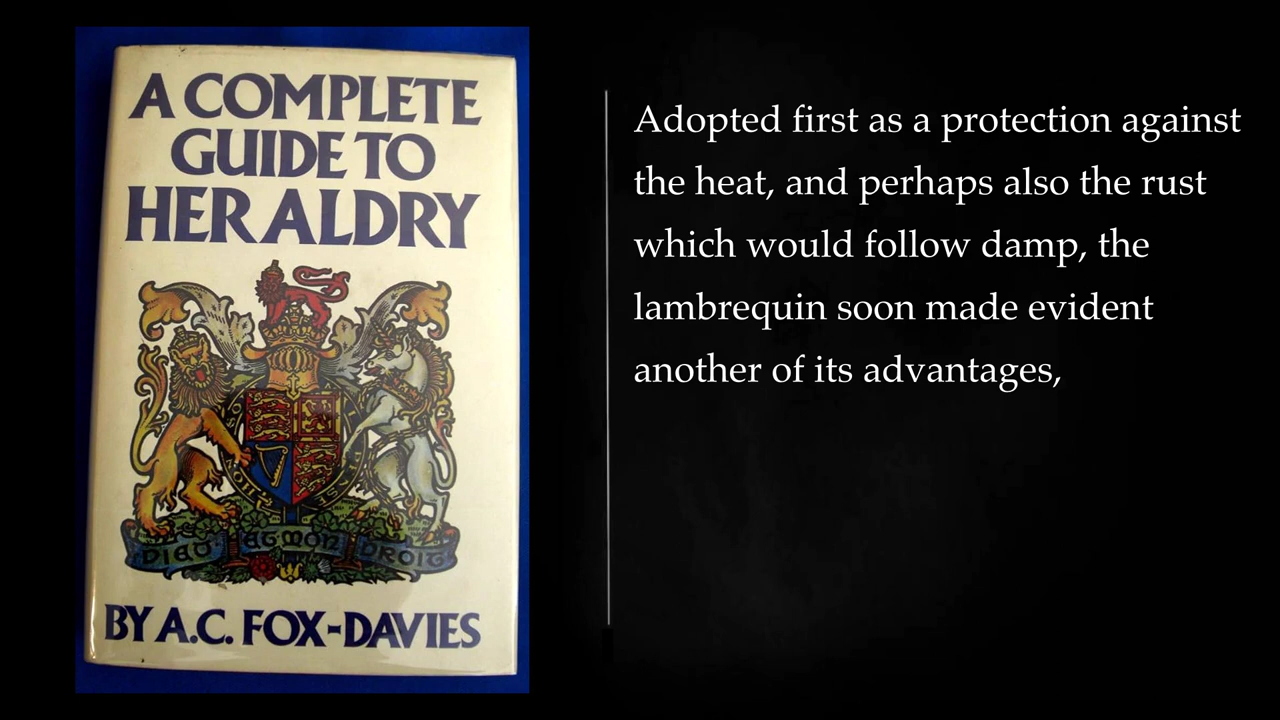 A COMPLETE
GUIDE TO
HERALDRY
DIEU ET MON DROIT
BY A.C. FOX-DAVIES
Adopted first as a protection against
the heat, and perhaps also the rust
which would follow damp, the
lambrequin soon made evident
another of its advantages,